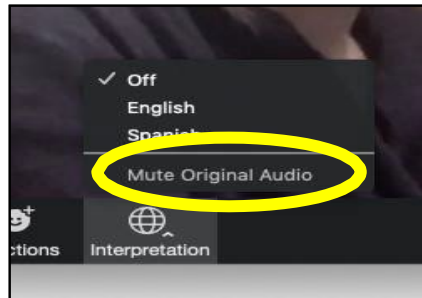 Off
English
Spanish
Mute Original Audio
ctions
Interpretation